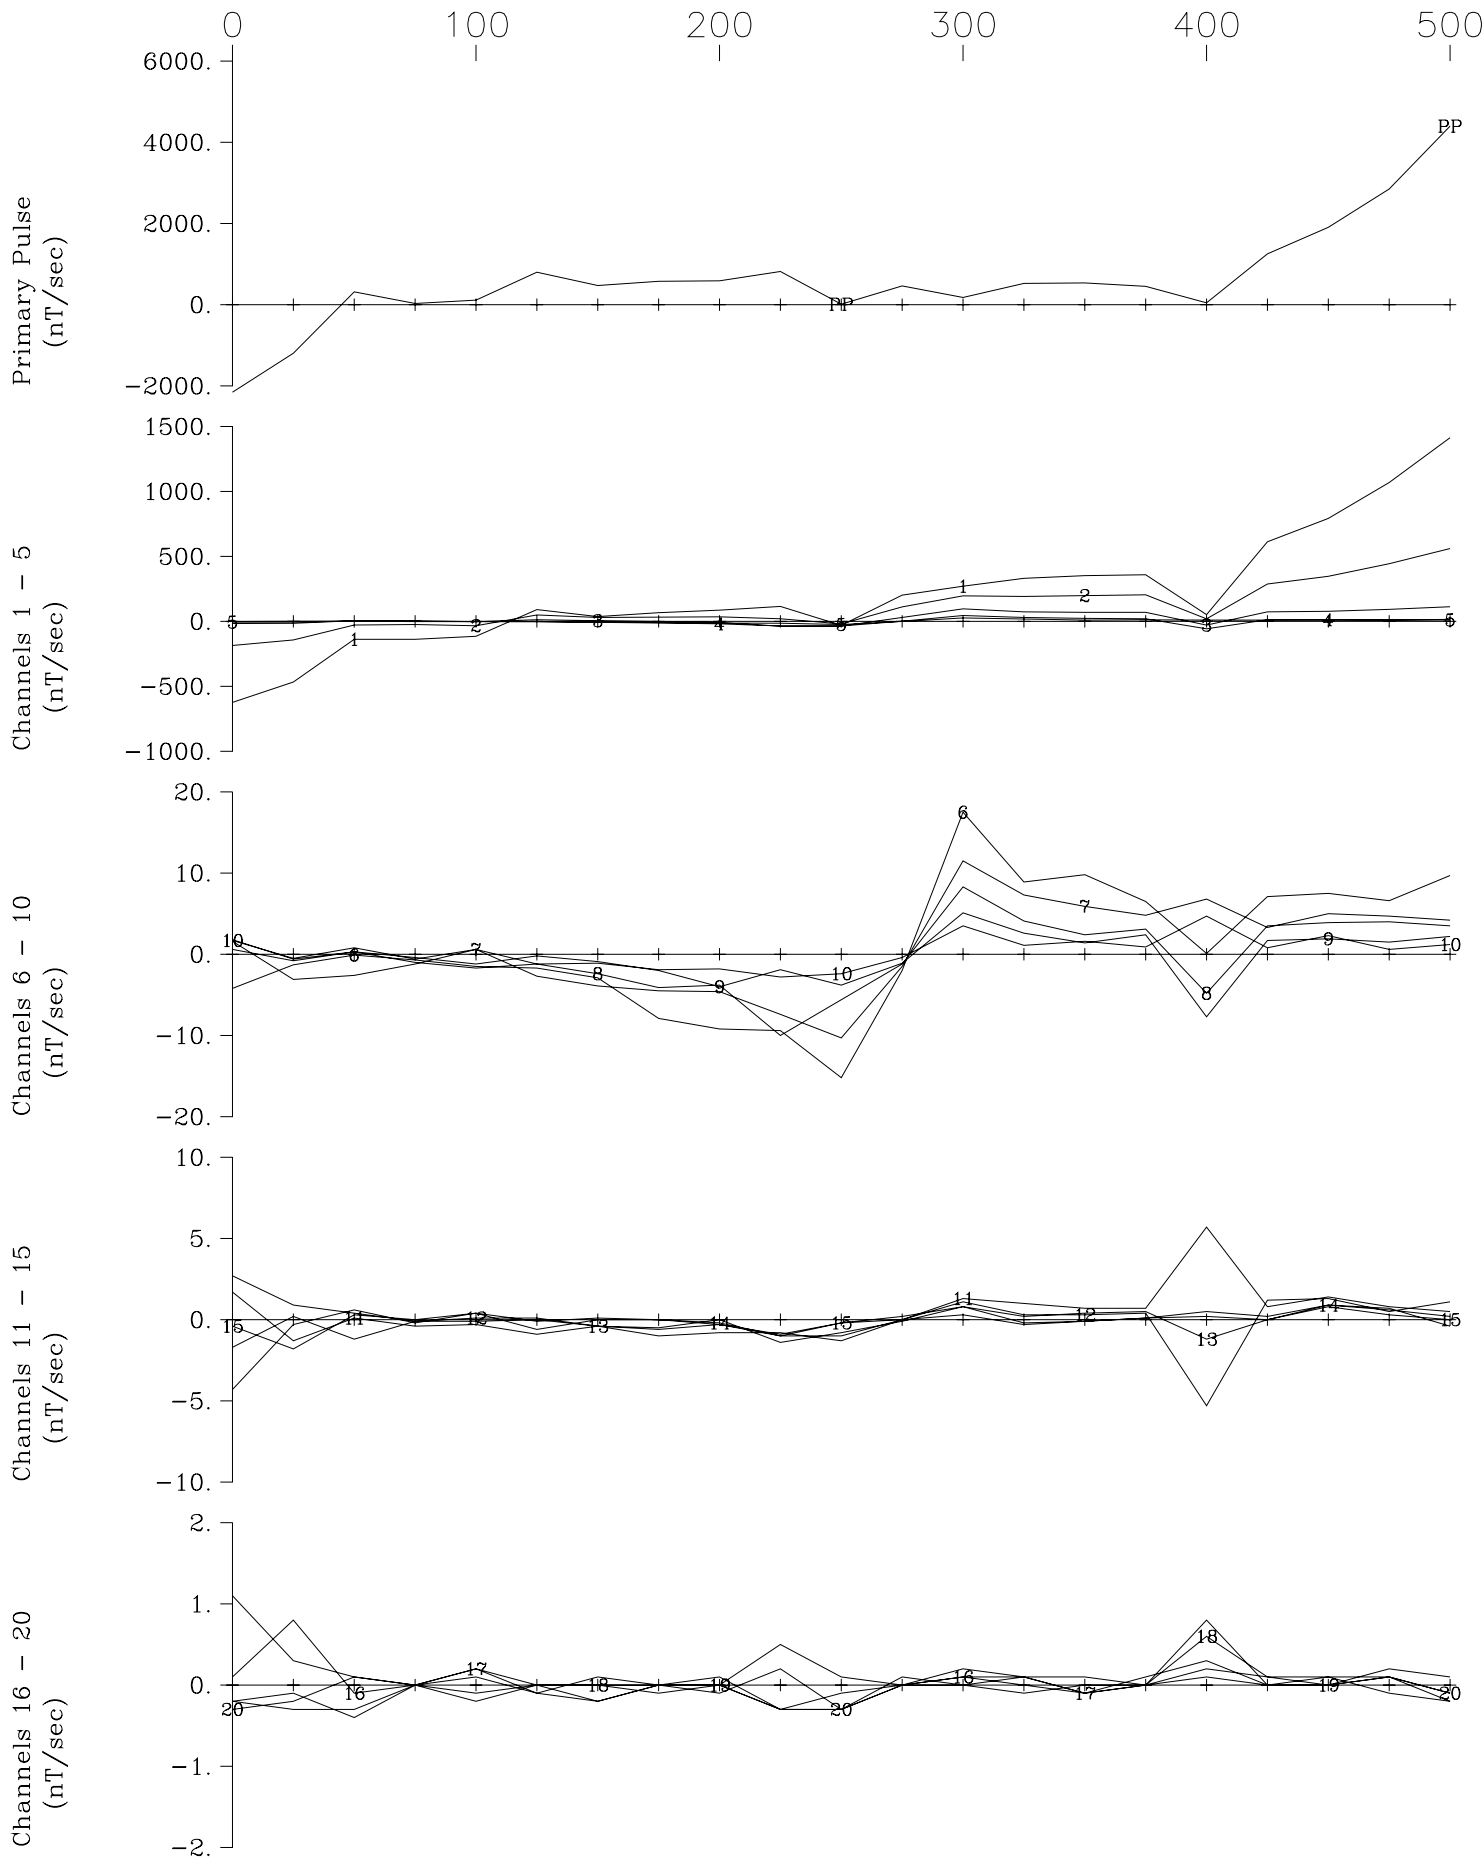 0 100 200 300 400 500
Primary Pulse
(nT/sec)
6000.
4000.
2000.
0.
-2000.
PP
PP
Channels 1 - 5
(nT/sec)
1500.
1000.
500.
0.
-500.
-1000.
5 1 2 3 4 5 1 2 3 4 5
Channels 6 - 10
(nT/sec)
20.
10.
0.
-10.
-20.
10 6 7 8 9 10 6 7 8 9 10
Channels 11 - 15
(nT/sec)
10.
5.
0.
-5.
-10.
15 11 12 13 14 15 11 12 13 14 15
Channels 16 - 20
(nT/sec)
2.
1.
0.
-1.
-2.
20 16 17 18 19 20 16 17 18 19 20